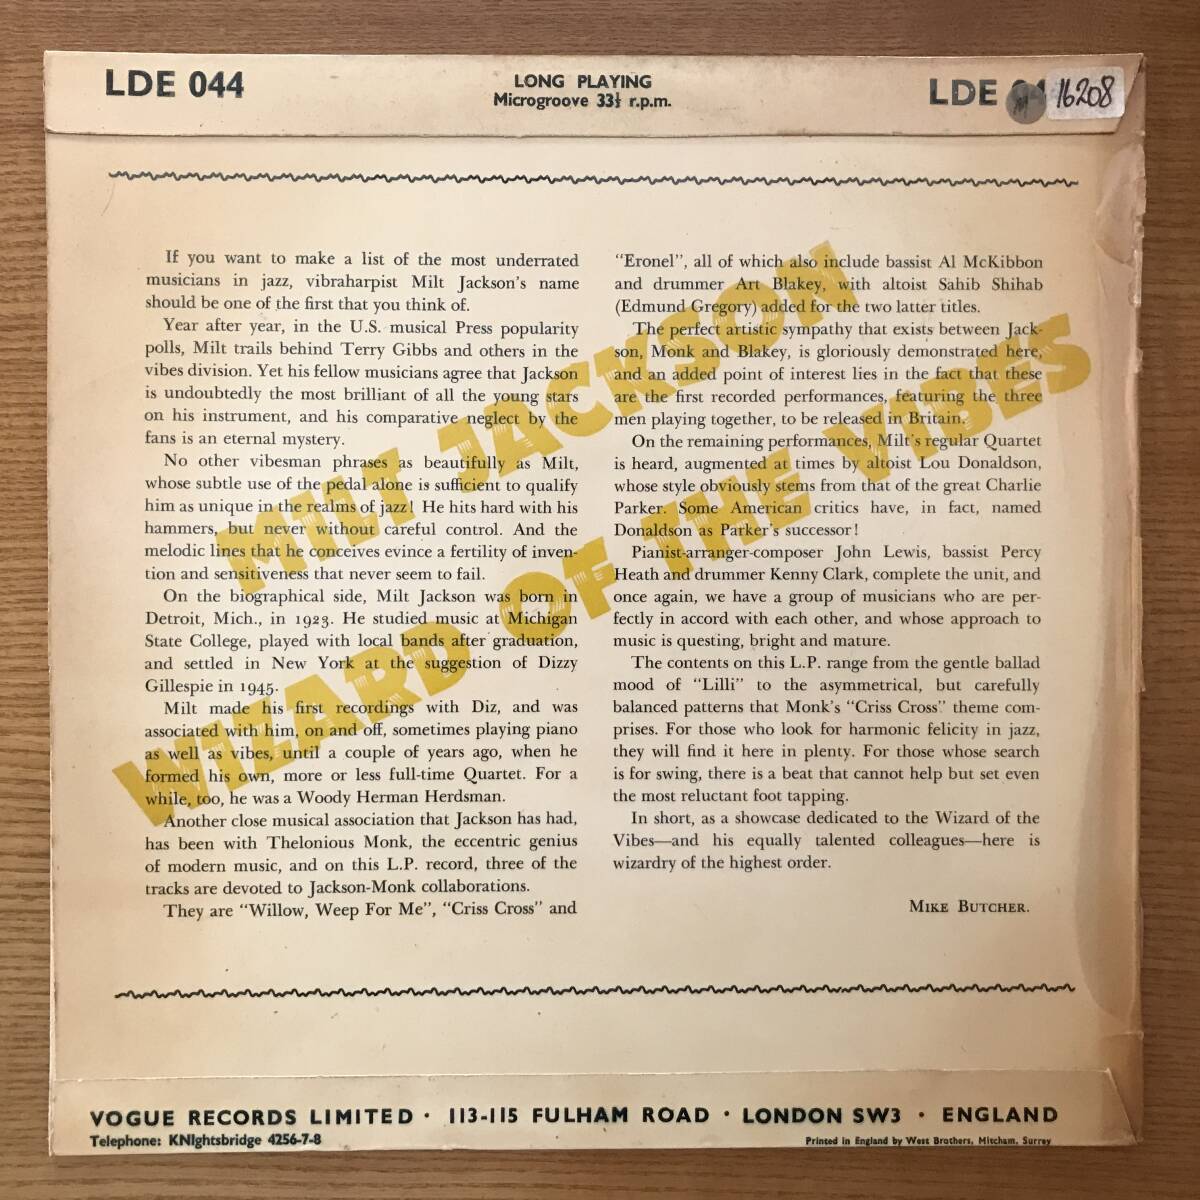 LDE 044
LONG PLAYING
Microgroove 33⅓ r.p.m.
LDE
16208
If you want to make a list of the most underrated
musicians in jazz, vibraharpist Milt Jackson's name
should be one of the first that you think of.
Year after year, in the U.S. musical Press popularity
polls, Milt trails behind Terry Gibbs and others in the
vibes division. Yet his fellow musicians agree that Jackson
is undoubtedly the most brilliant of all the young stars
on his instrument, and his comparative neglect by the
fans is an eternal mystery.
No other vibesman phrases as beautifully as Milt,
whose subtle use of the pedal alone is sufficient to qualify
him as unique in the realms of jazz! He hits hard with his
hammers, but never without careful control. And the
melodic lines that he conceives evince a fertility of inven-
tion and sensitiveness that never seem to fail.
On the biographical side, Milt Jackson was born in
Detroit, Mich., in 1923. He studied music at Michigan
State College, played with local bands after graduation,
and settled in New York at the suggestion of Dizzy
Gillespie in 1945.
Milt made his first recordings with Diz, and was
associated with him, on and off, sometimes playing piano
as well as vibes, until a couple of years ago, when he
formed his own, more or less full-time Quartet. For a
while, too, he was a Woody Herman Herdsman.
Another close musical association that Jackson has had,
has been with Thelonious Monk, the eccentric genius
of modern music, and on this L.P. record, three of the
tracks are devoted to Jackson-Monk collaborations.
They are "Willow, Weep For Me", "Criss Cross" and
"Eronel", all of which also include bassist Al McKibbon
and drummer Art Blakey, with altoist Sahib Shihab
(Edmund Gregory) added for the two latter titles.
The perfect artistic sympathy that exists between Jack-
son, Monk and Blakey, is gloriously demonstrated here,
and an added point of interest lies in the fact that these
are the first recorded performances, featuring the three
men playing together, to be released in Britain.
On the remaining performances, Milt's regular Quartet
is heard, augmented at times by altoist Lou Donaldson,
whose style obviously stems from that of the great Charlie
Parker. Some American critics have, in fact, named
Donaldson as Parker's successor!
Pianist-arranger-composer John Lewis, bassist Percy
Heath and drummer Kenny Clark, complete the unit, and
once again, we have a group of musicians who are per-
fectly in accord with each other, and whose approach to
music is questing, bright and mature.
The contents on this L.P. range from the gentle ballad
mood of "Lilli" to the asymmetrical, but carefully
balanced patterns that Monk's "Criss Cross" theme com-
prises. For those who look for harmonic felicity in jazz,
they will find it here in plenty. For those whose search
is for swing, there is a beat that cannot help but set even
the most reluctant foot tapping.
In short, as a showcase dedicated to the Wizard of the
Vibes—and his equally talented colleagues—here is
wizardry of the highest order.
MIKE BUTCHER.
MILT JACKSON
WIZARD OF THE VIBES
VOGUE RECORDS LIMITED · 113-115 FULHAM ROAD · LONDON SW3 · ENGLAND
Telephone: KNIghtsbridge 4256-7-8
Printed in England by West Brothers, Mitcham, Surrey